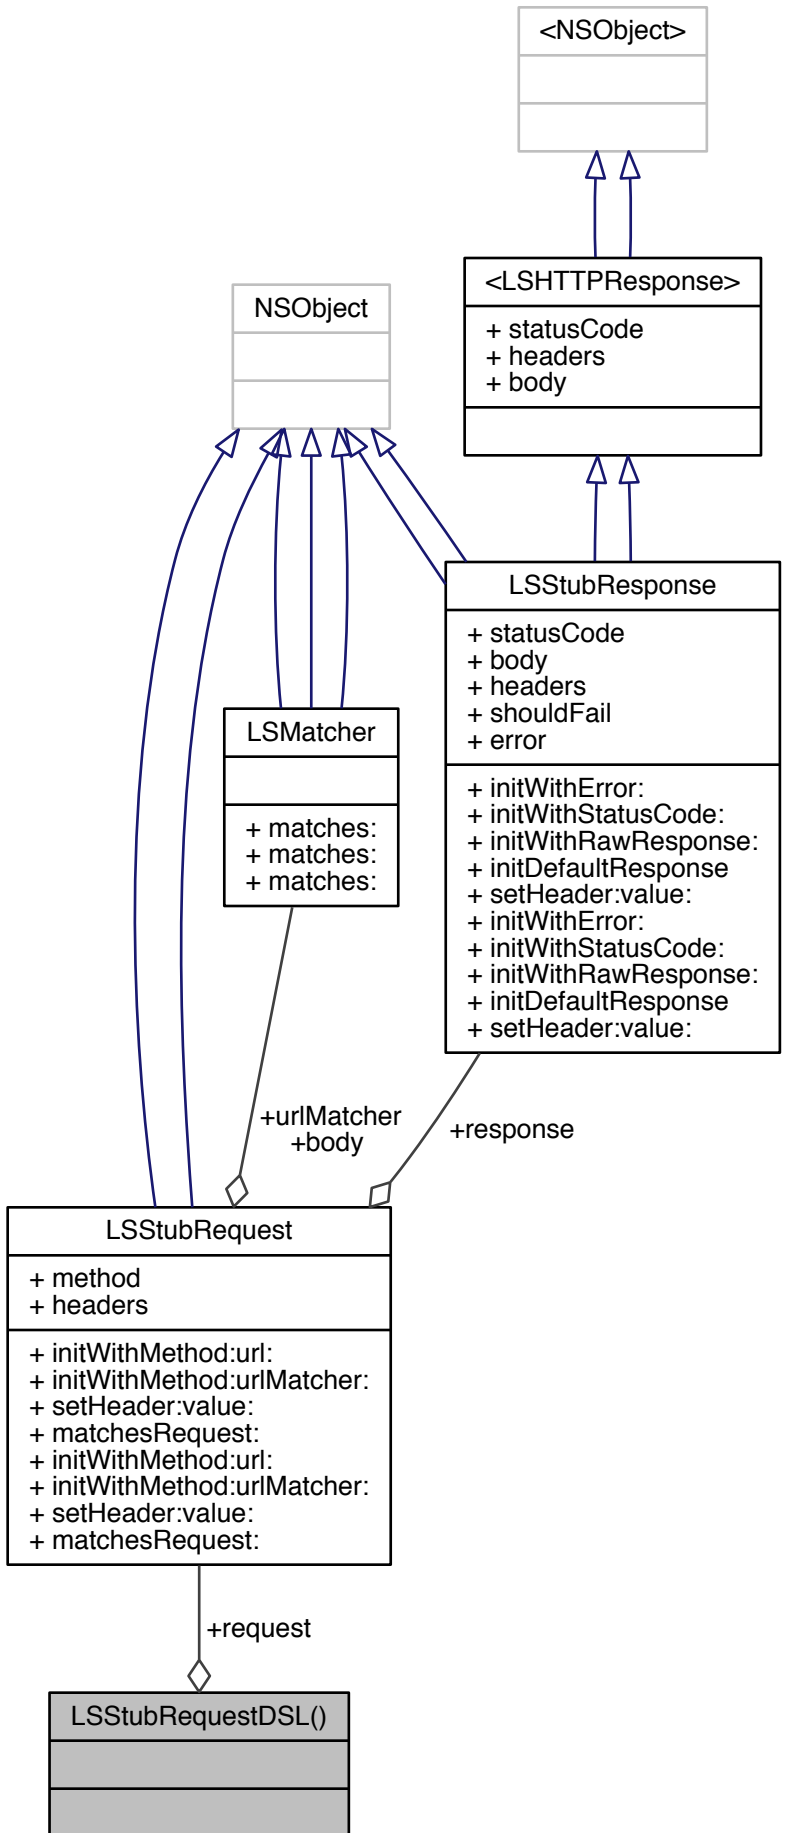 <NSObject>
NSObject
<LSHTTPResponse>
+ statusCode
+ headers
+ body
LSStubResponse
+ statusCode
+ body
+ headers
+ shouldFail
+ error
+ initWithError:
+ initWithStatusCode:
+ initWithRawResponse:
+ initDefaultResponse
+ setHeader:value:
+ initWithError:
+ initWithStatusCode:
+ initWithRawResponse:
+ initDefaultResponse
+ setHeader:value:
LSMatcher
+ matches:
+ matches:
+ matches:
+urlMatcher
+body
+response
LSStubRequest
+ method
+ headers
+ initWithMethod:url:
+ initWithMethod:urlMatcher:
+ setHeader:value:
+ matchesRequest:
+ initWithMethod:url:
+ initWithMethod:urlMatcher:
+ setHeader:value:
+ matchesRequest:
+request
LSStubRequestDSL()